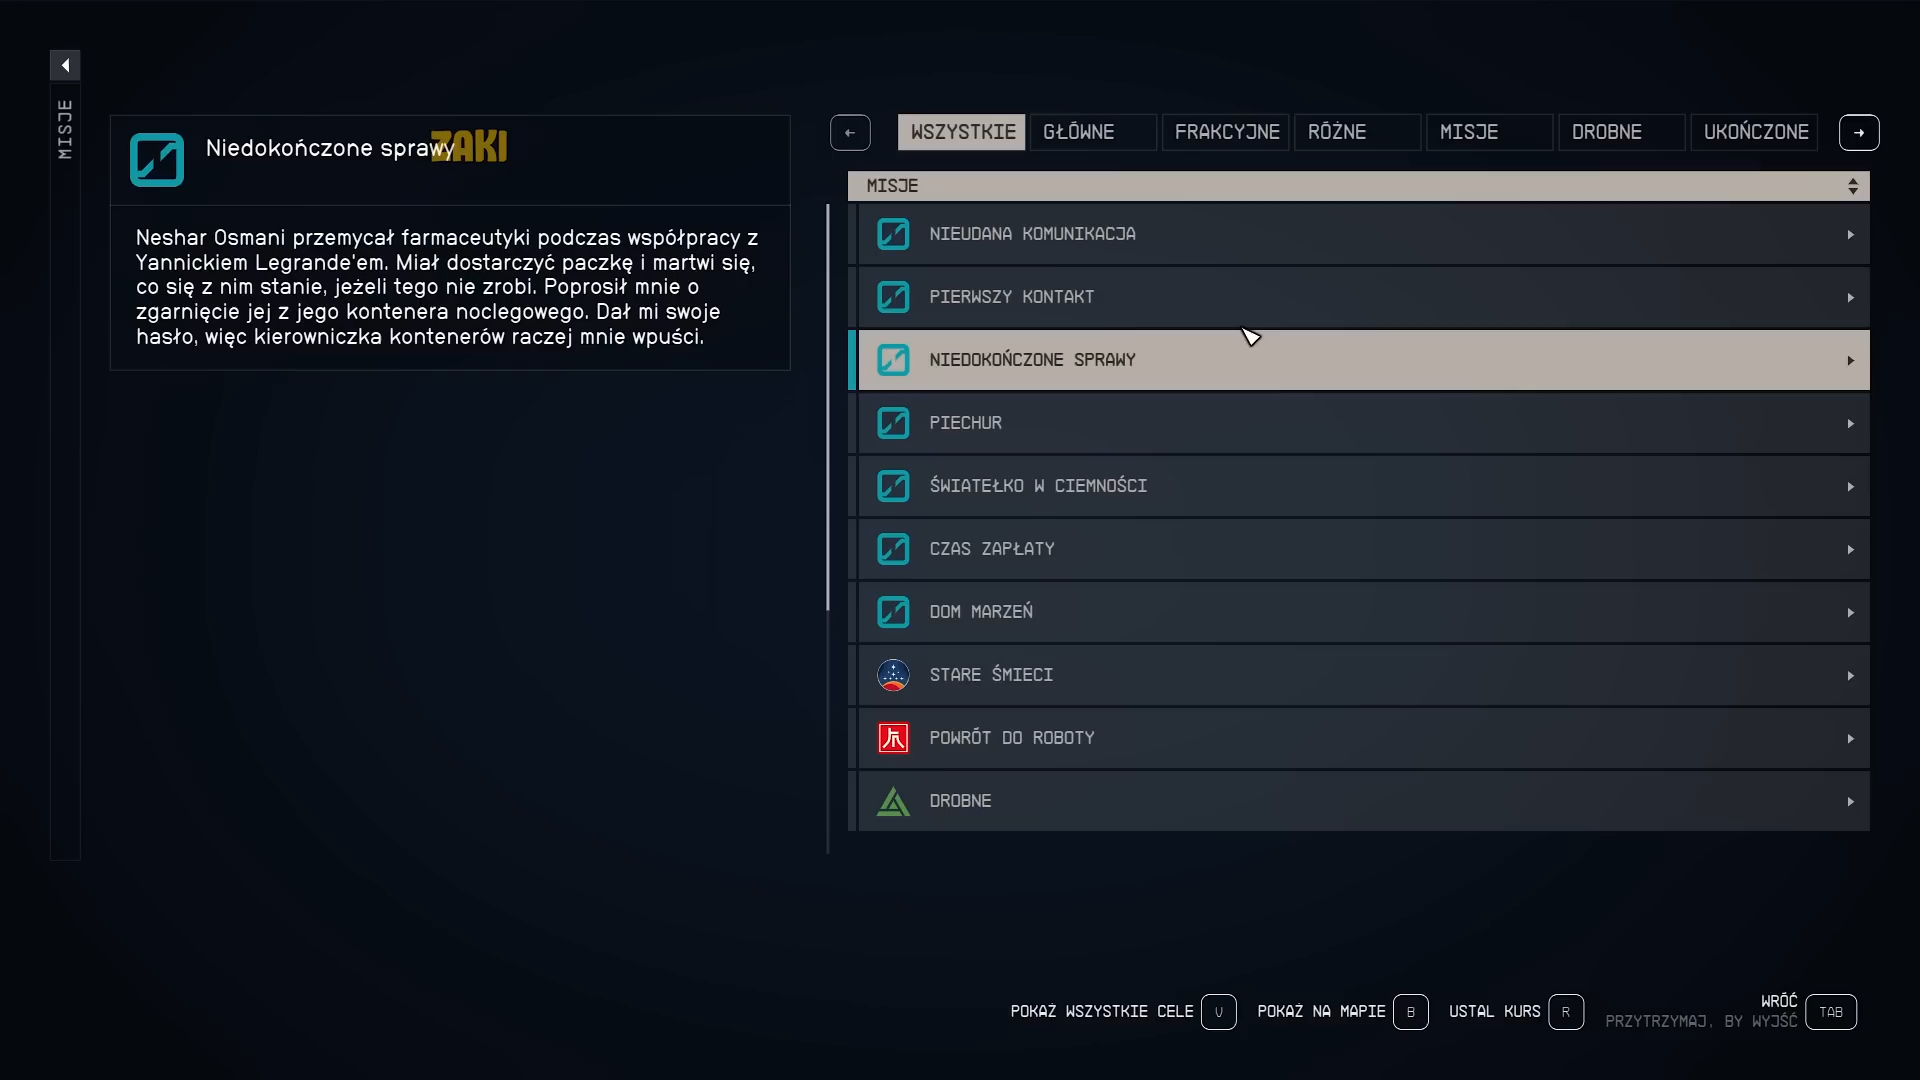 MISJE
Niedokończone sprawy
ZAKI
Neshar Osmani przemycał farmaceutyki podczas współpracy z
Yannickiem Legrande'em. Miał dostarczyć paczkę i martwi się,
co się z nim stanie, jeżeli tego nie zrobi. Poprosił mnie o
zgarnięcie jej z jego kontenera noclegowego. Dał mi swoje
hasło, więc kierowniczka kontenerów raczej mnie wpuści.
WSZYSTKIE GŁÓWNE FRAKCYJNE RÓŻNE MISJE DROBNE UKOŃCZONE
MISJE
NIEUDANA KOMUNIKACJA
PIERWSZY KONTAKT
NIEDOKOŃCZONE SPRAWY
PIECHUR
ŚWIATEŁKO W CIEMNOŚCI
CZAS ZAPŁATY
DOM MARZEŃ
STARE ŚMIECI
POWRÓT DO ROBOTY
DROBNE
POKAŻ WSZYSTKIE CELE V POKAŻ NA MAPIE B USTAL KURS R WRÓĆ TAB
PRZYTRZYMAJ, BY WYJŚĆ